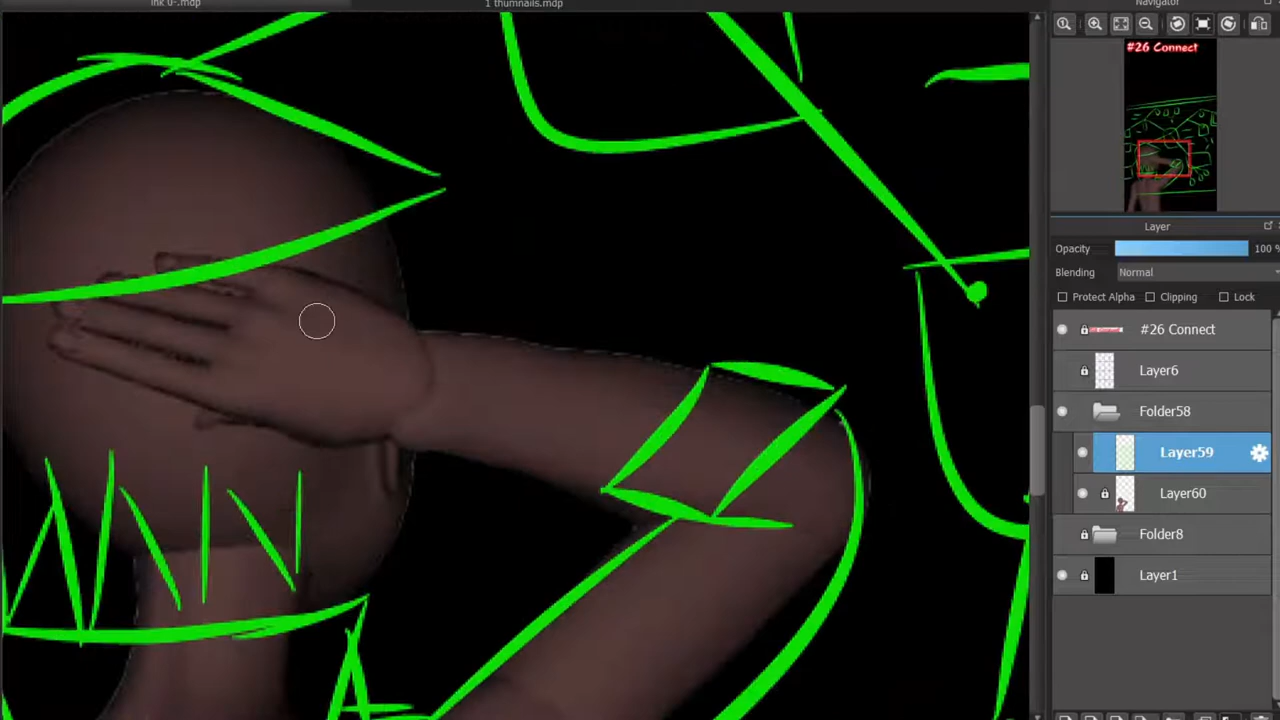 ink 0-.mdp
1 thumnails.mdp
Navigator
#26 Connect
Layer
Opacity 100 %
Blending Normal
Protect Alpha Clipping Lock
#26 Connect
Layer6
Folder58
Layer59
Layer60
Folder8
Layer1